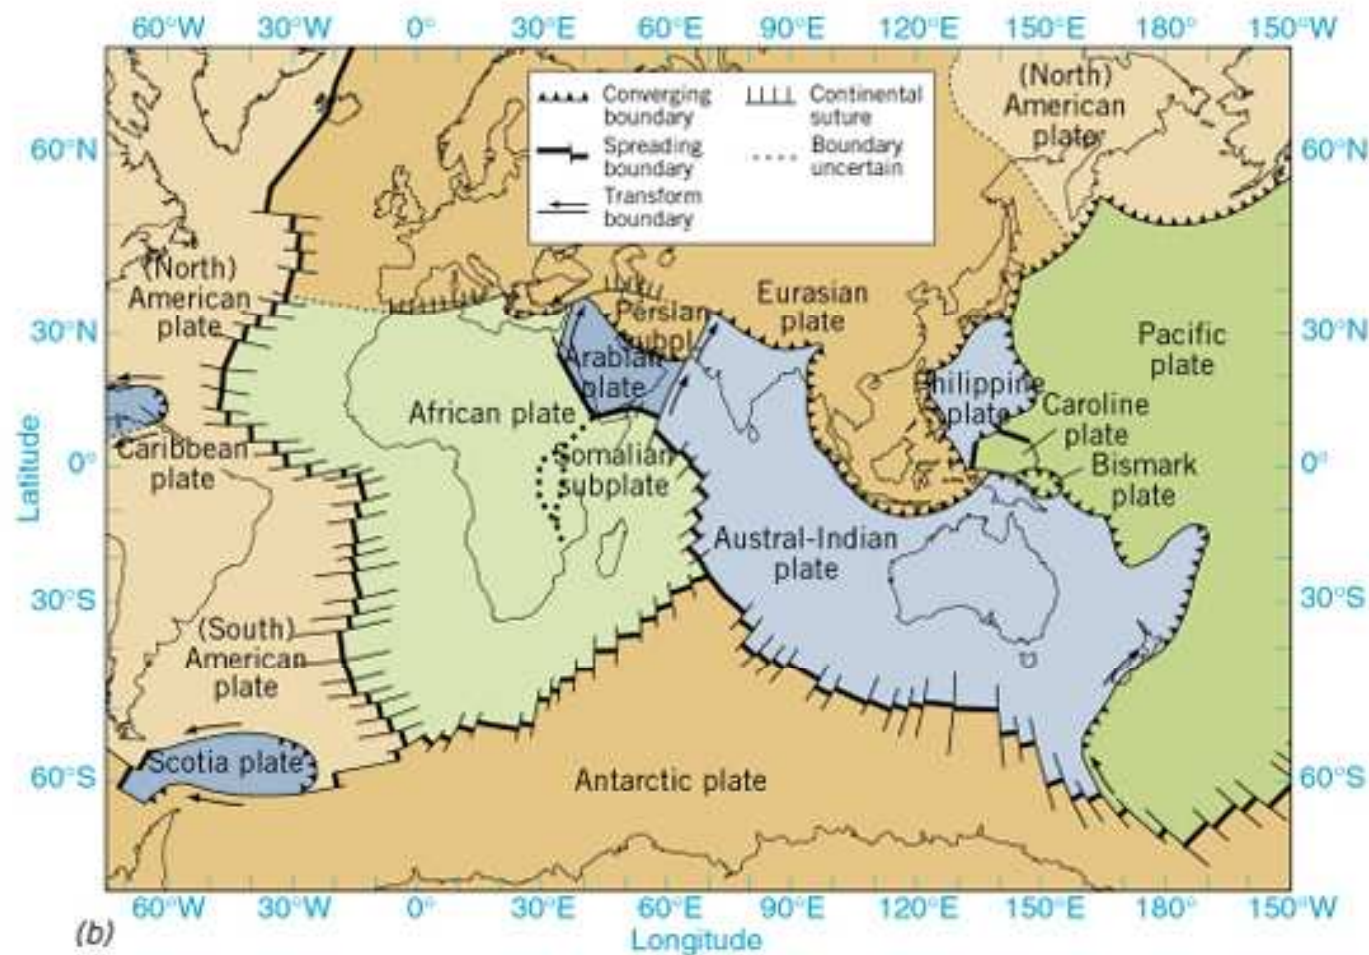 60°W 30°W 0° 30°E 60°E 90°E 120°E 150°E 180° 150°W
Converging
boundary
Spreading
boundary
Transform
boundary
Continental
suture
Boundary
uncertain
(North)
American
plate
60°N
60°N
(North)
American
plate
Eurasian
plate
Persian
subpl.
30°N
30°N
Pacific
plate
Arabian
plate
Philippine
plate
African plate
Caroline
plate
Caribbean
plate
Somalian
subplate
Bismark
plate
0°
0°
Latitude
Austral-Indian
plate
30°S
30°S
(South)
American
plate
Scotia plate
60°S
60°S
Antarctic plate
60°W 30°W 0° 30°E 60°E 90°E 120°E 150°E 180° 150°W
(b)
Longitude